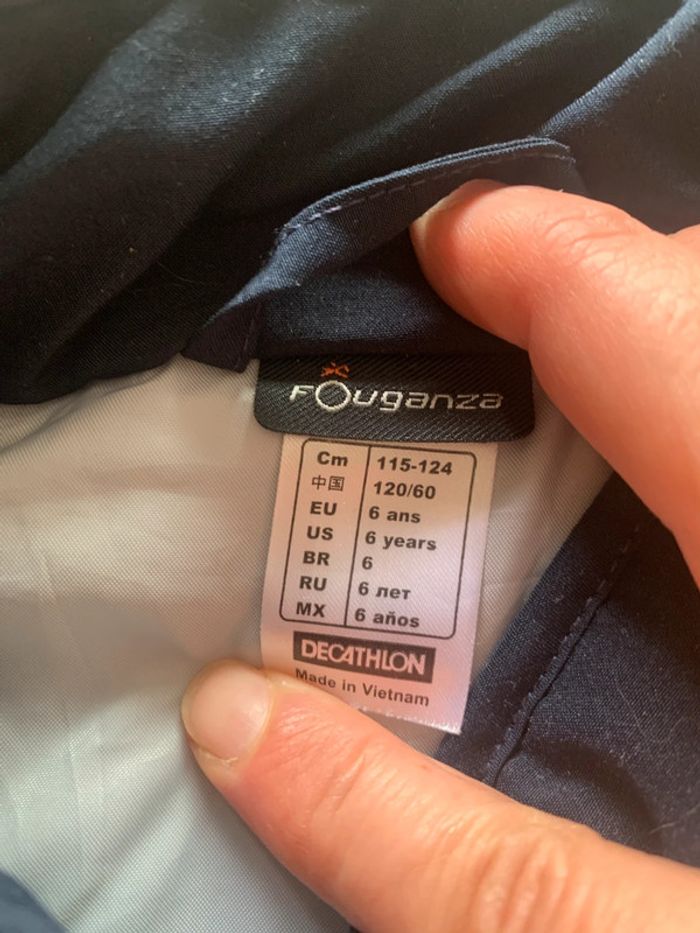 FOuganza
Cm 115-124
中国 120/60
EU 6 ans
US 6 years
BR 6
RU 6 лет
MX 6 años
DECATHLON
Made in Vietnam